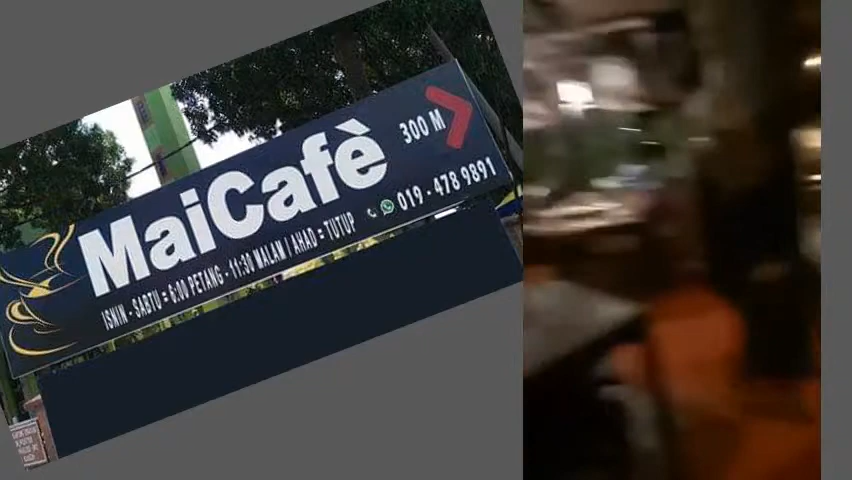 MaiCafè
300 M
ISNIN - SABTU = 6:00 PETANG - 11:30 MALAM / AHAD = TUTUP
019 - 478 9891